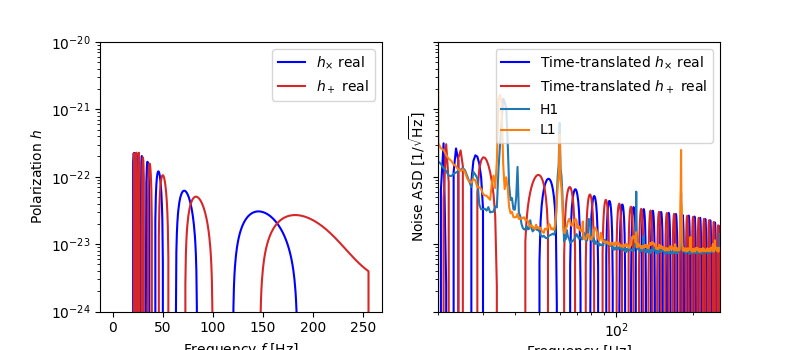 10^{-20}
10^{-21}
10^{-22}
10^{-23}
10^{-24}
Polarization h
h_× real
h_+ real
0 50 100 150 200 250
Frequency f [Hz]
Noise ASD [1/√Hz]
Time-translated h_× real
Time-translated h_+ real
H1
L1
10^2
Frequency [Hz]